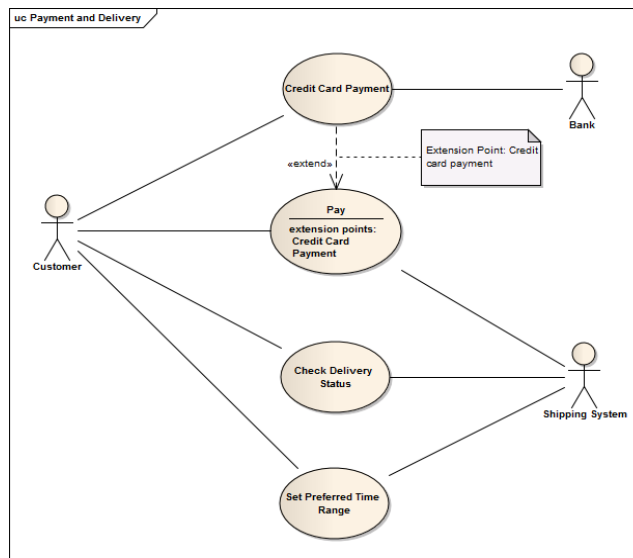 uc Payment and Delivery
Credit Card Payment
Bank
«extend»
Extension Point: Credit
card payment
Pay
extension points:
Credit Card
Payment
Customer
Check Delivery
Status
Shipping System
Set Preferred Time
Range